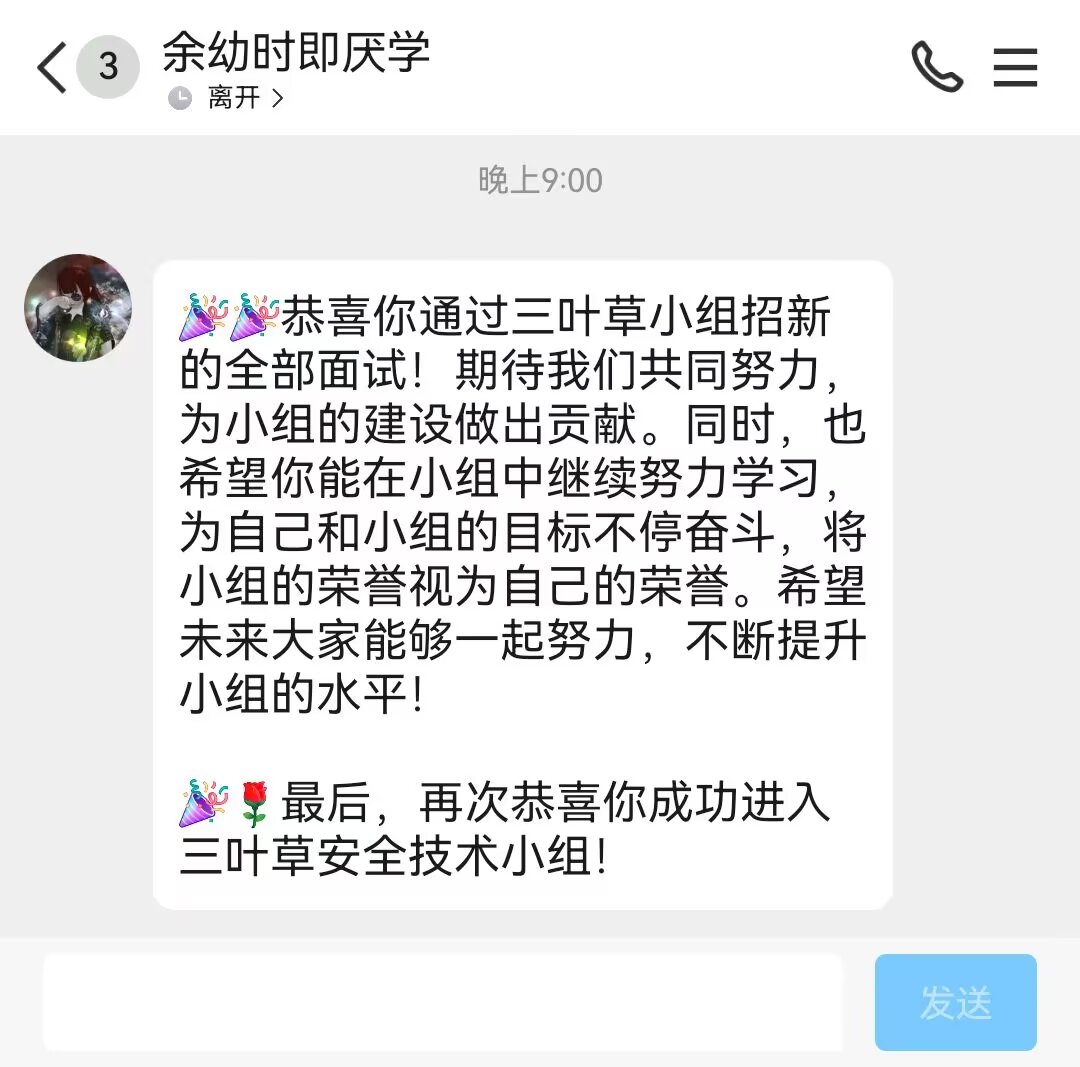 3
余幼时即厌学
离开
晚上9:00
🎉🎉恭喜你通过三叶草小组招新
的全部面试！期待我们共同努力，
为小组的建设做出贡献。同时，也
希望你能在小组中继续努力学习，
为自己和小组的目标不停奋斗，将
小组的荣誉视为自己的荣誉。希望
未来大家能够一起努力，不断提升
小组的水平！
🎉🌹最后，再次恭喜你成功进入
三叶草安全技术小组！
发送